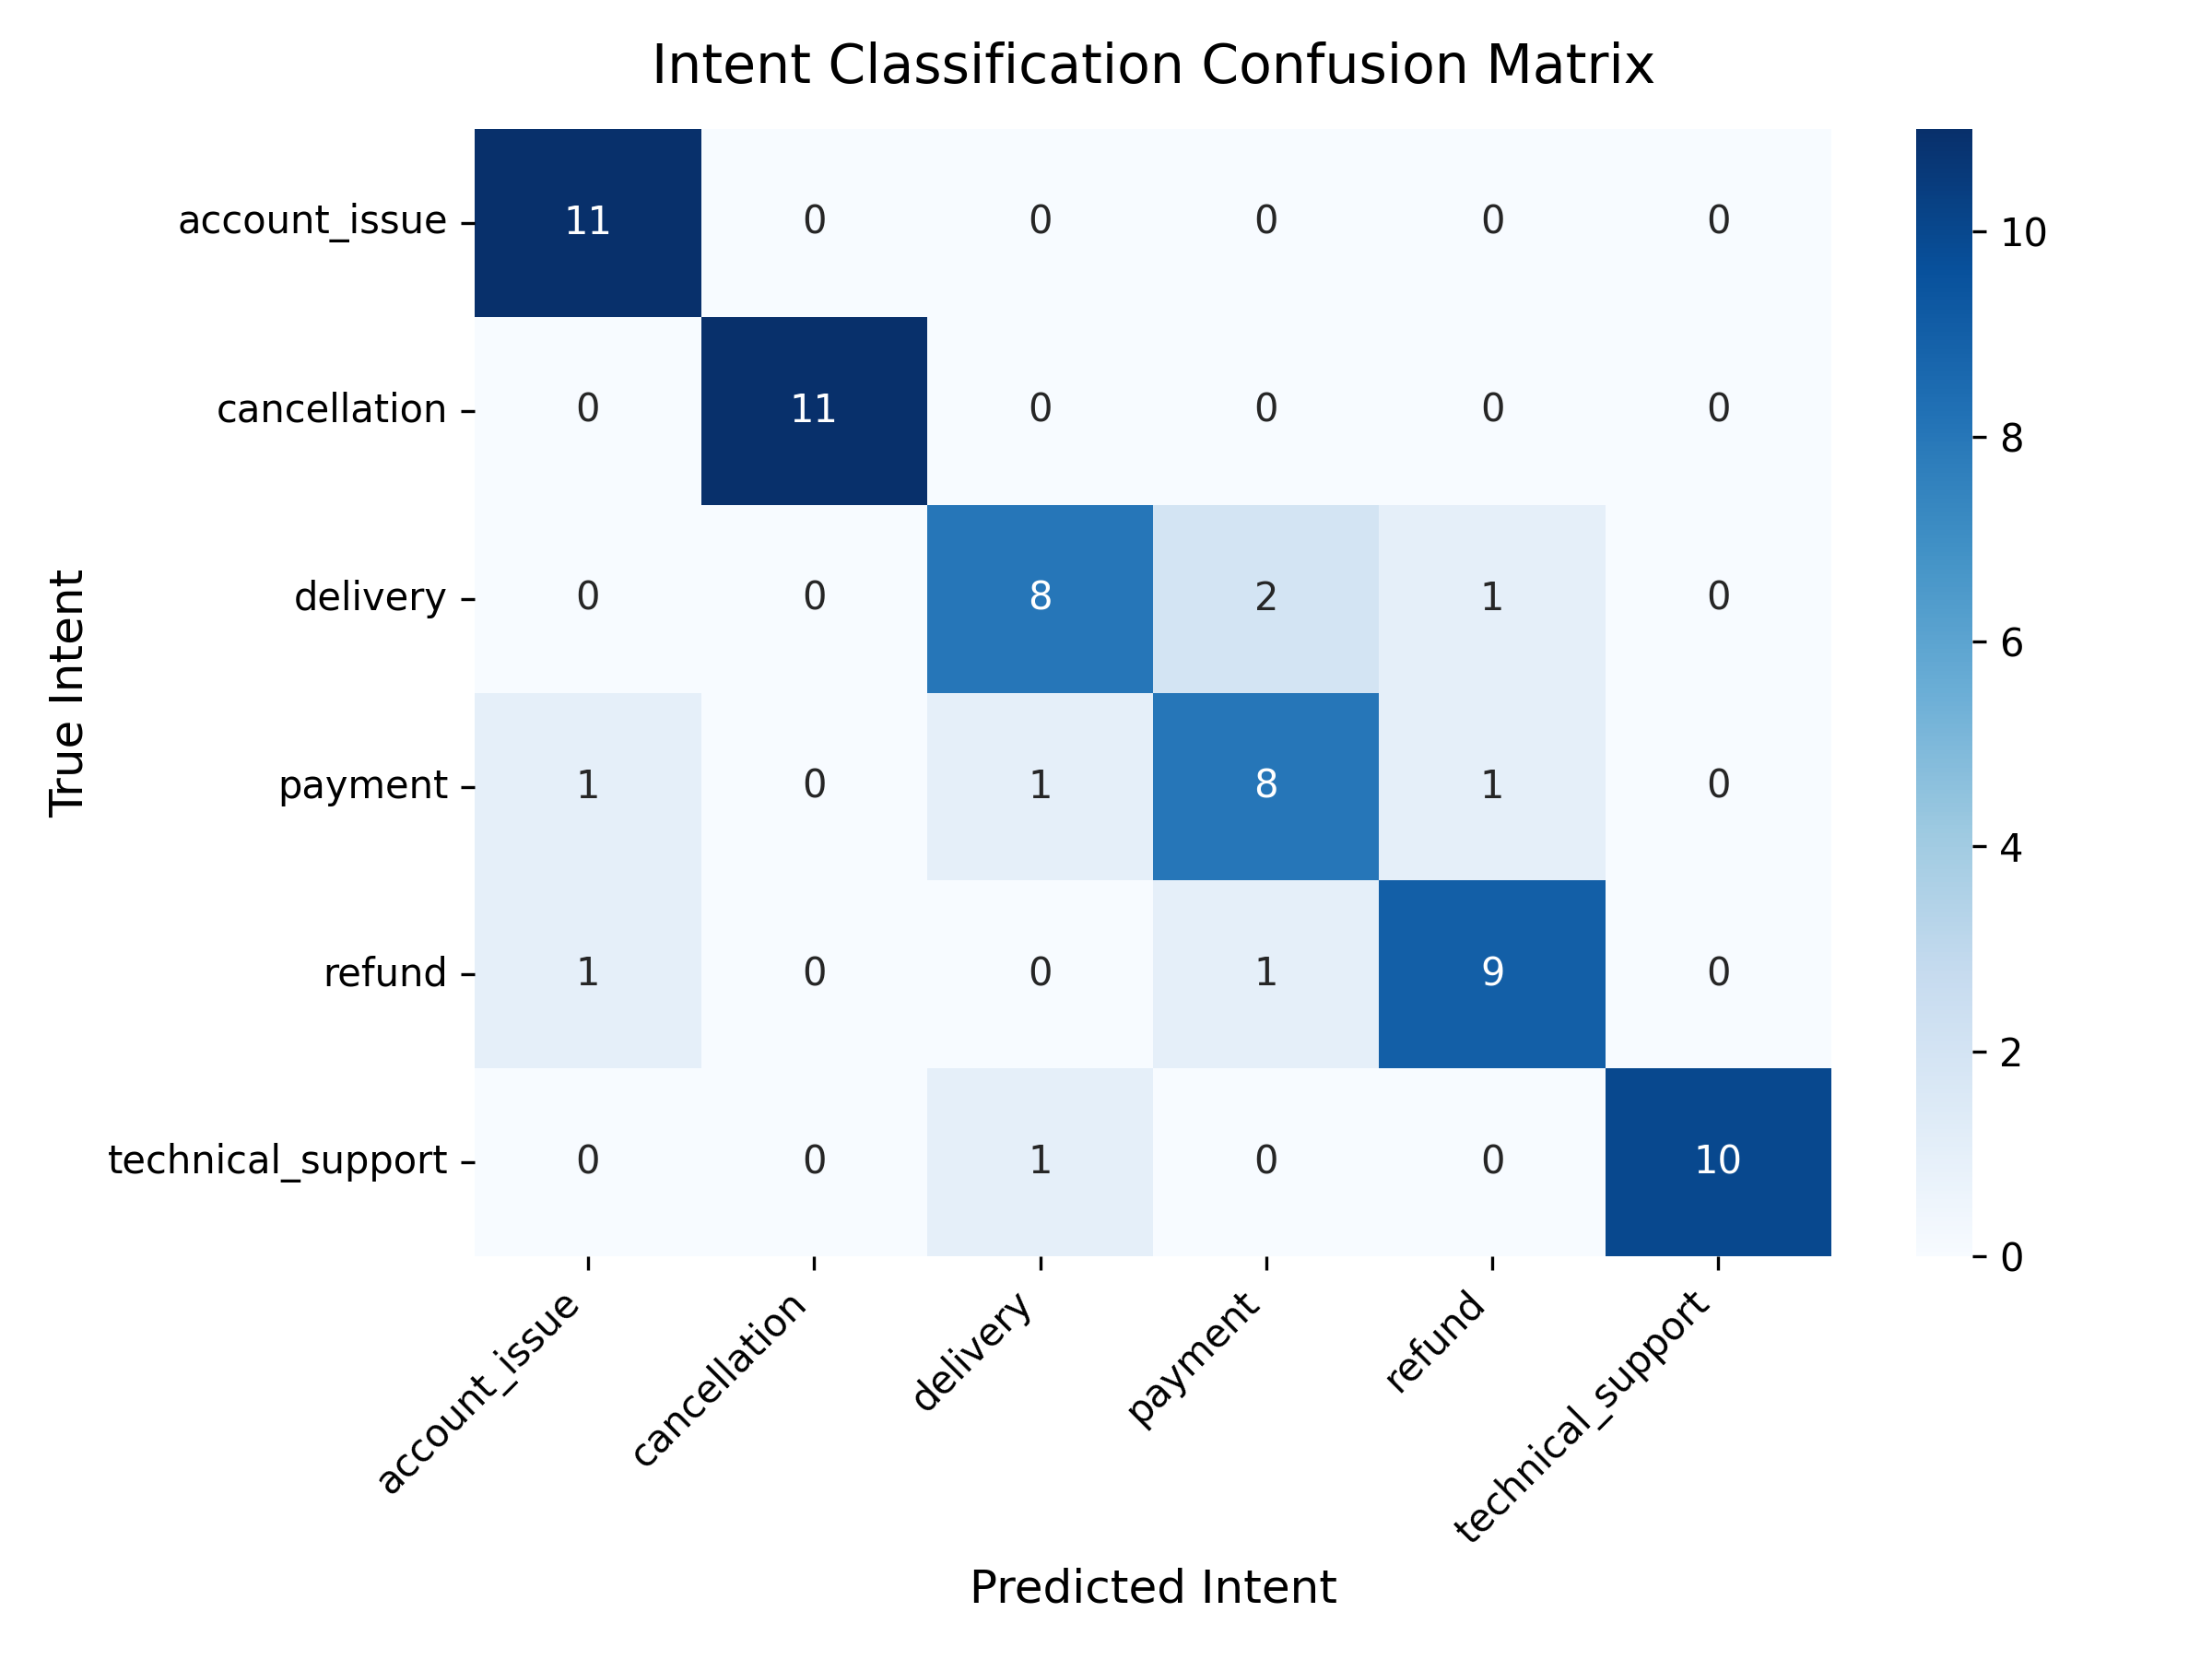 Intent Classification Confusion Matrix
True Intent
account_issue 11 0 0 0 0 0
cancellation 0 11 0 0 0 0
delivery 0 0 8 2 1 0
payment 1 0 1 8 1 0
refund 1 0 0 1 9 0
technical_support 0 0 1 0 0 10
account_issue cancellation delivery payment refund technical_support
Predicted Intent
10
8
6
4
2
0